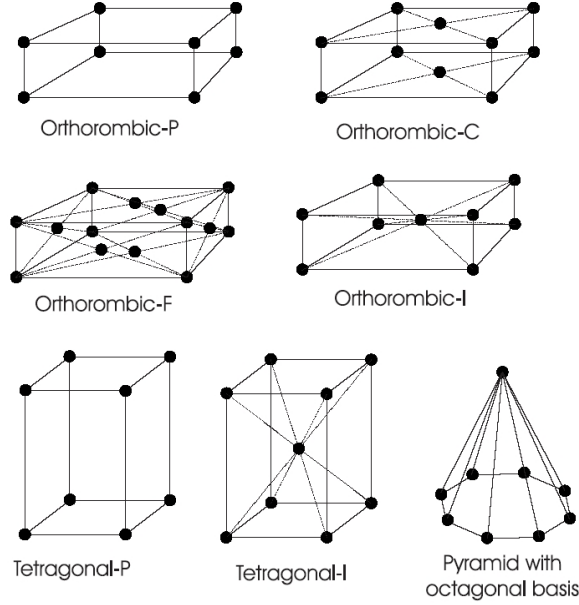 Orthorombic-P
Orthorombic-C
Orthorombic-F
Orthorombic-I
Tetragonal-P
Tetragonal-I
Pyramid with
octagonal basis